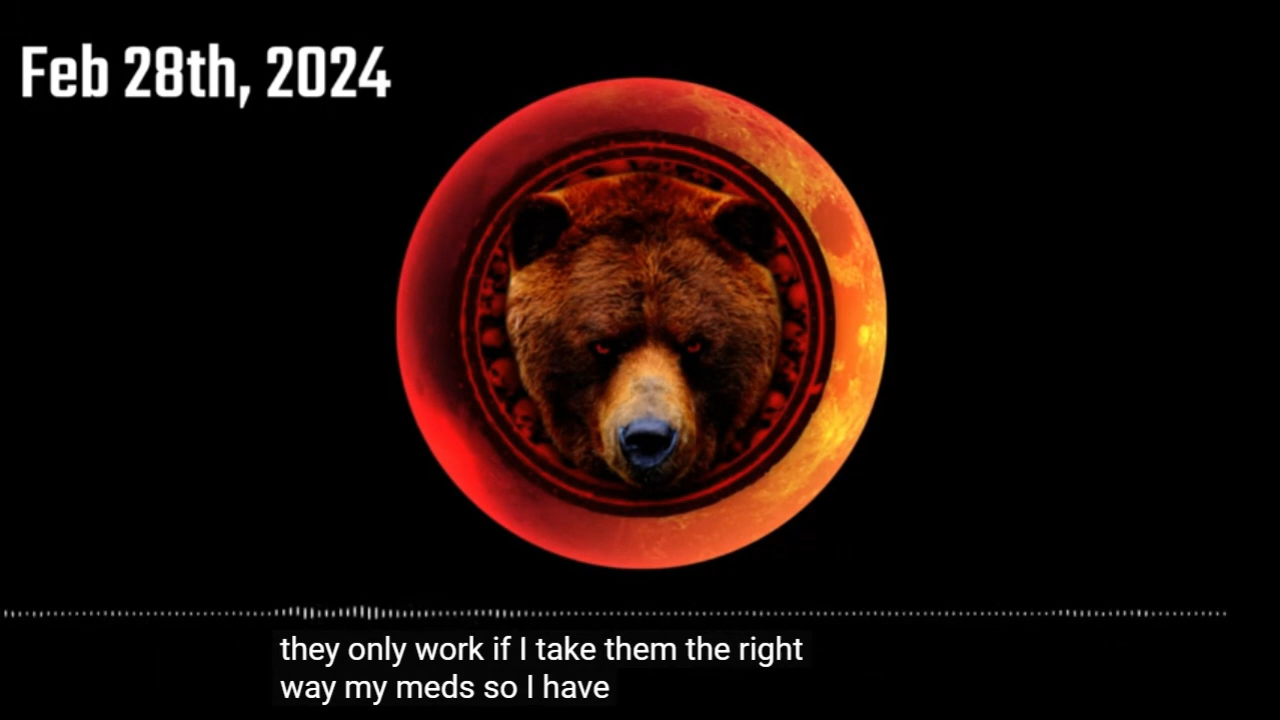 Feb 28th, 2024
they only work if I take them the right
way my meds so I have